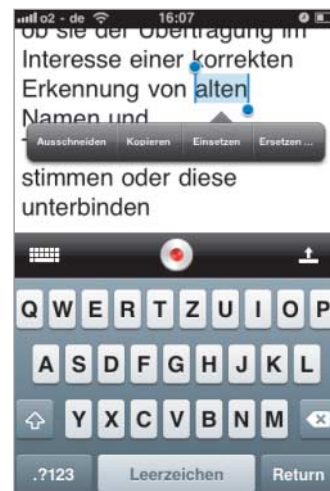 o2 - de 16:07
ob sie der Übertragung im
Interesse einer korrekten
Erkennung von alten
Namen und
Ausschneiden Kopieren Einsetzen Ersetzen ...
stimmen oder diese
unterbinden
Q W E R T Z U I O P
A S D F G H J K L
Y X C V B N M
.?123 Leerzeichen Return